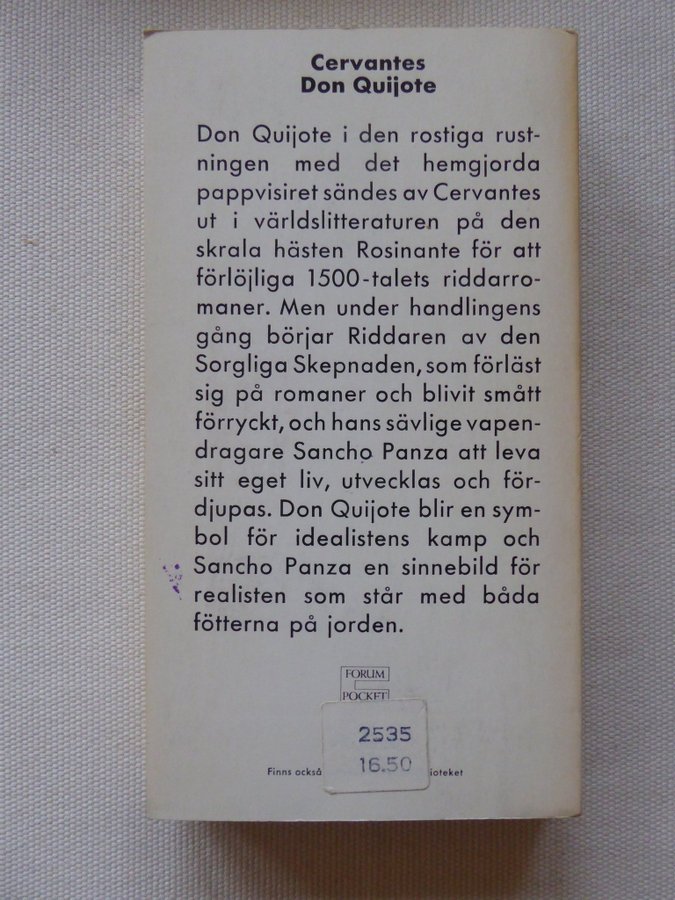 Cervantes
Don Quijote
Don Quijote i den rostiga rust-
ningen med det hemgjorda
pappvisiret sändes av Cervantes
ut i världslitteraturen på den
skrala hästen Rosinante för att
förlöjliga 1500-talets riddarro-
maner. Men under handlingens
gång börjar Riddaren av den
Sorgliga Skepnaden, som förläst
sig på romaner och blivit smått
förryckt, och hans sävlige vapen-
dragare Sancho Panza att leva
sitt eget liv, utvecklas och för-
djupas. Don Quijote blir en sym-
bol för idealistens kamp och
Sancho Panza en sinnebild för
realisten som står med båda
fötterna på jorden.
FORUM
POCKET
2535
16.50
Finns också